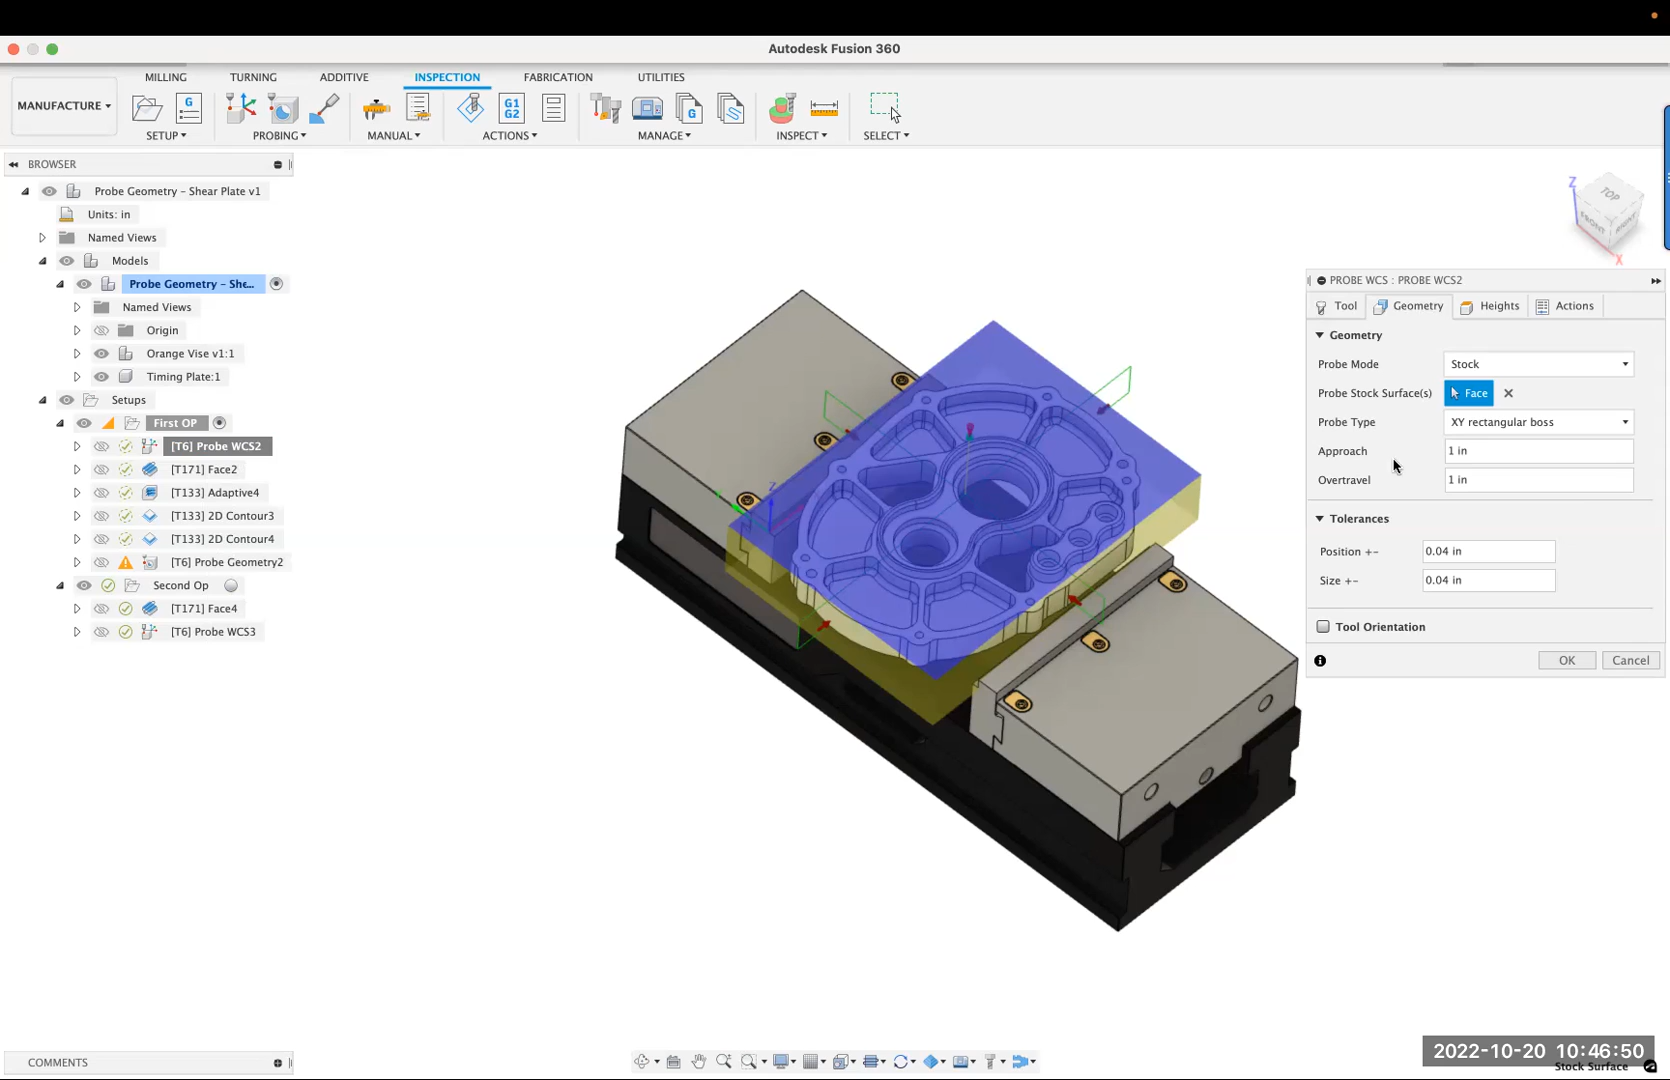 Autodesk Fusion 360
MANUFACTURE
MILLING TURNING ADDITIVE INSPECTION FABRICATION UTILITIES
G G1 G2 G
SETUP PROBING MANUAL ACTIONS MANAGE INSPECT SELECT
BROWSER
Probe Geometry - Shear Plate v1
Units: in
Named Views
Models
Probe Geometry - She...
Named Views
Origin
Orange Vise v1:1
Timing Plate:1
Setups
First OP
[T6] Probe WCS2
[T171] Face2
[T133] Adaptive4
[T133] 2D Contour3
[T133] 2D Contour4
[T6] Probe Geometry2
Second Op
[T171] Face4
[T6] Probe WCS3
Z
TOP
FRONT RIGHT
X
Z
PROBE WCS : PROBE WCS2
Tool Geometry Heights Actions
Geometry
Probe Mode Stock
Probe Stock Surface(s) Face
Probe Type XY rectangular boss
Approach 1 in
Overtravel 1 in
Tolerances
Position +- 0.04 in
Size +- 0.04 in
Tool Orientation
OK Cancel
COMMENTS
2022-10-20 10:46:50
Stock Surface